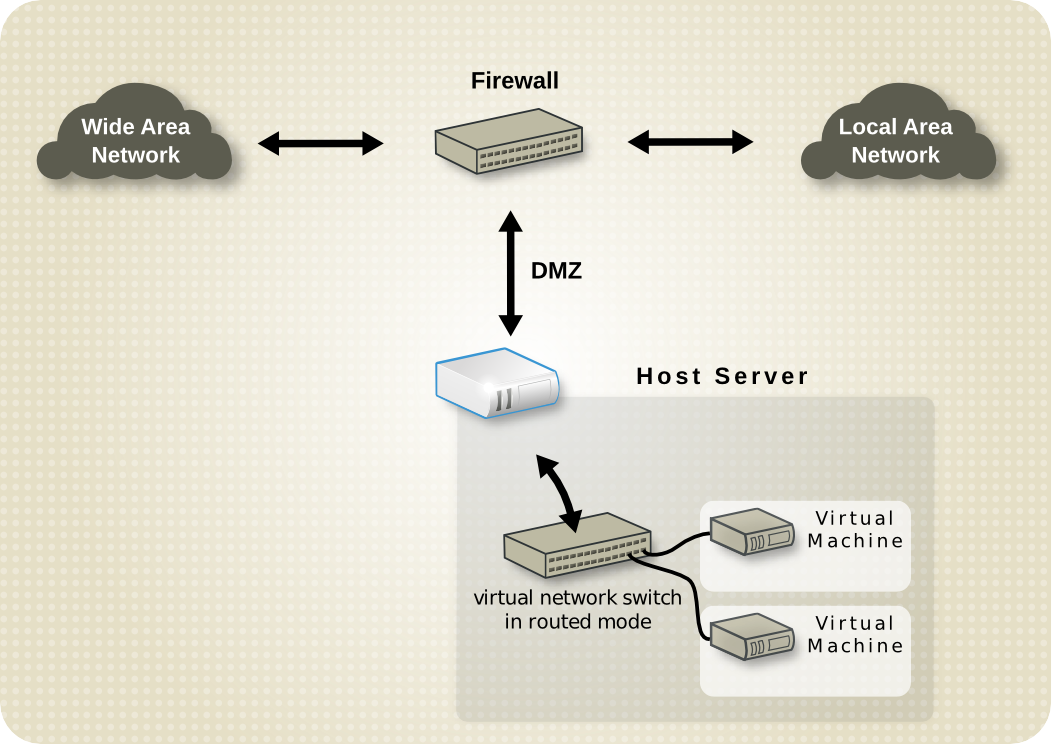 Firewall
Wide Area
Network
Local Area
Network
DMZ
Host Server
Virtual
Machine
virtual network switch
in routed mode
Virtual
Machine